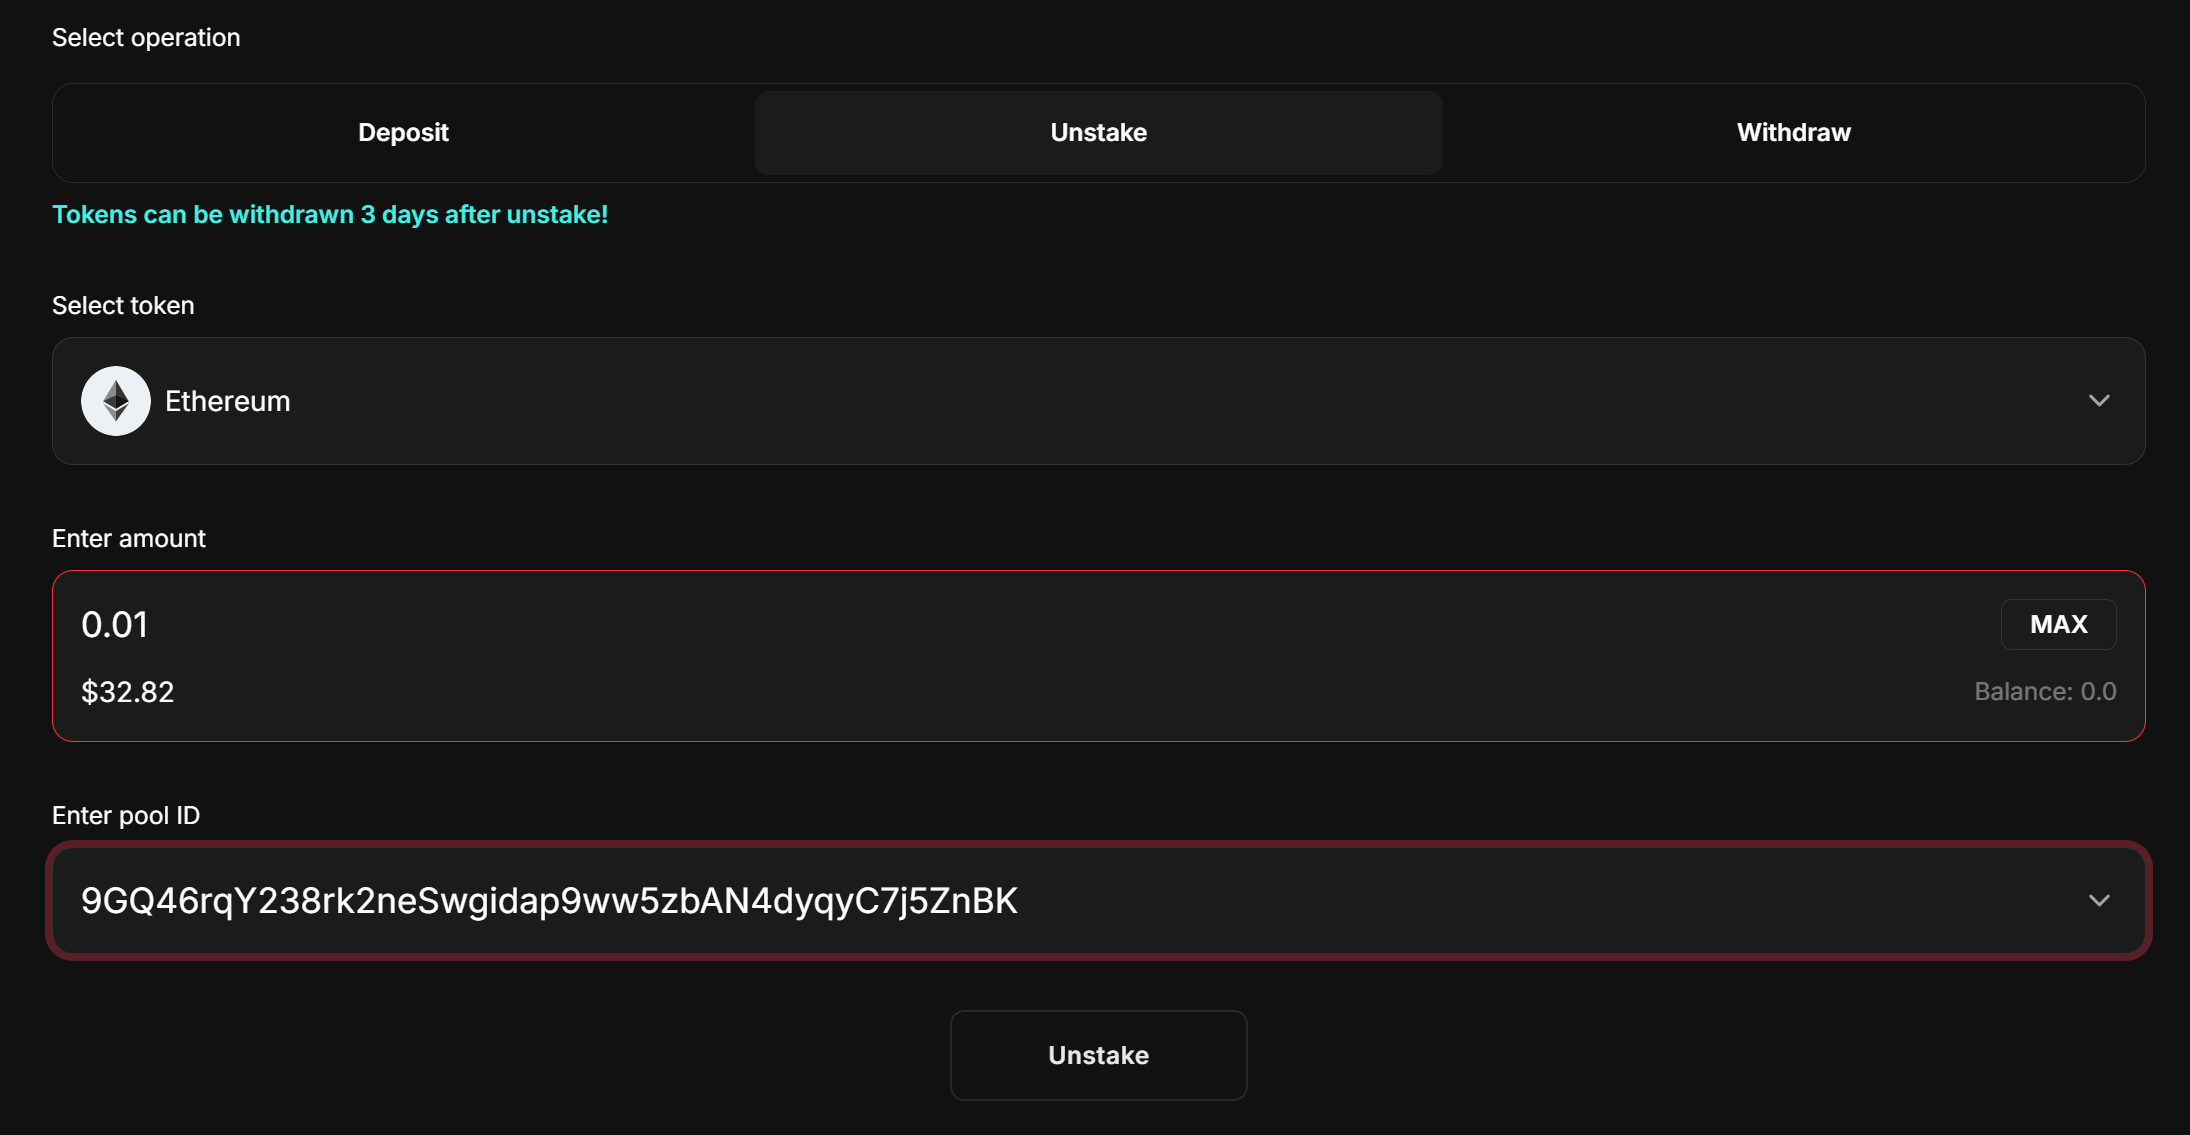 Select operation
Deposit
Unstake
Withdraw
Tokens can be withdrawn 3 days after unstake!
Select token
Ethereum
Enter amount
0.01
MAX
$32.82
Balance: 0.0
Enter pool ID
9GQ46rqY238rk2neSwgidap9ww5zbAN4dyqyC7j5ZnBK
Unstake